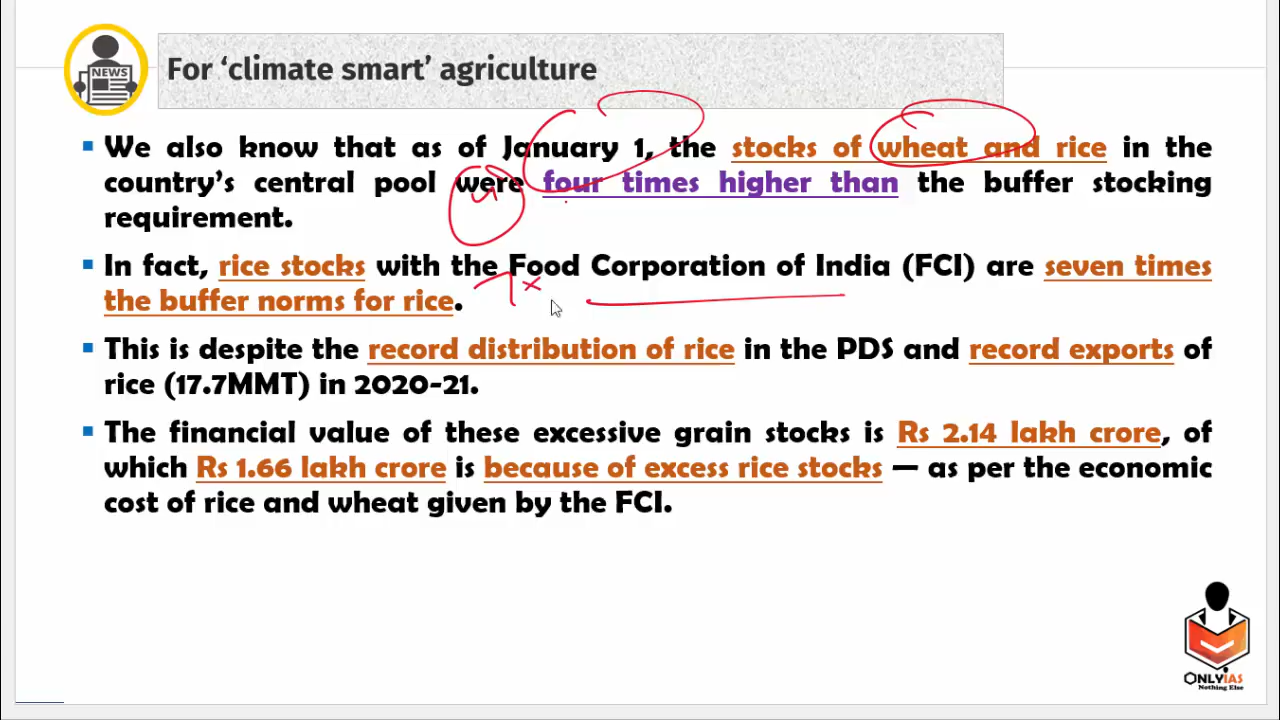 NEWS
For ‘climate smart’ agriculture
We also know that as of January 1, the stocks of wheat and rice in the
country’s central pool were four times higher than the buffer stocking
requirement.
4x
In fact, rice stocks with the Food Corporation of India (FCI) are seven times
the buffer norms for rice.
7x
This is despite the record distribution of rice in the PDS and record exports of
rice (17.7MMT) in 2020-21.
The financial value of these excessive grain stocks is Rs 2.14 lakh crore, of
which Rs 1.66 lakh crore is because of excess rice stocks — as per the economic
cost of rice and wheat given by the FCI.
ONLYIAS
Nothing Else